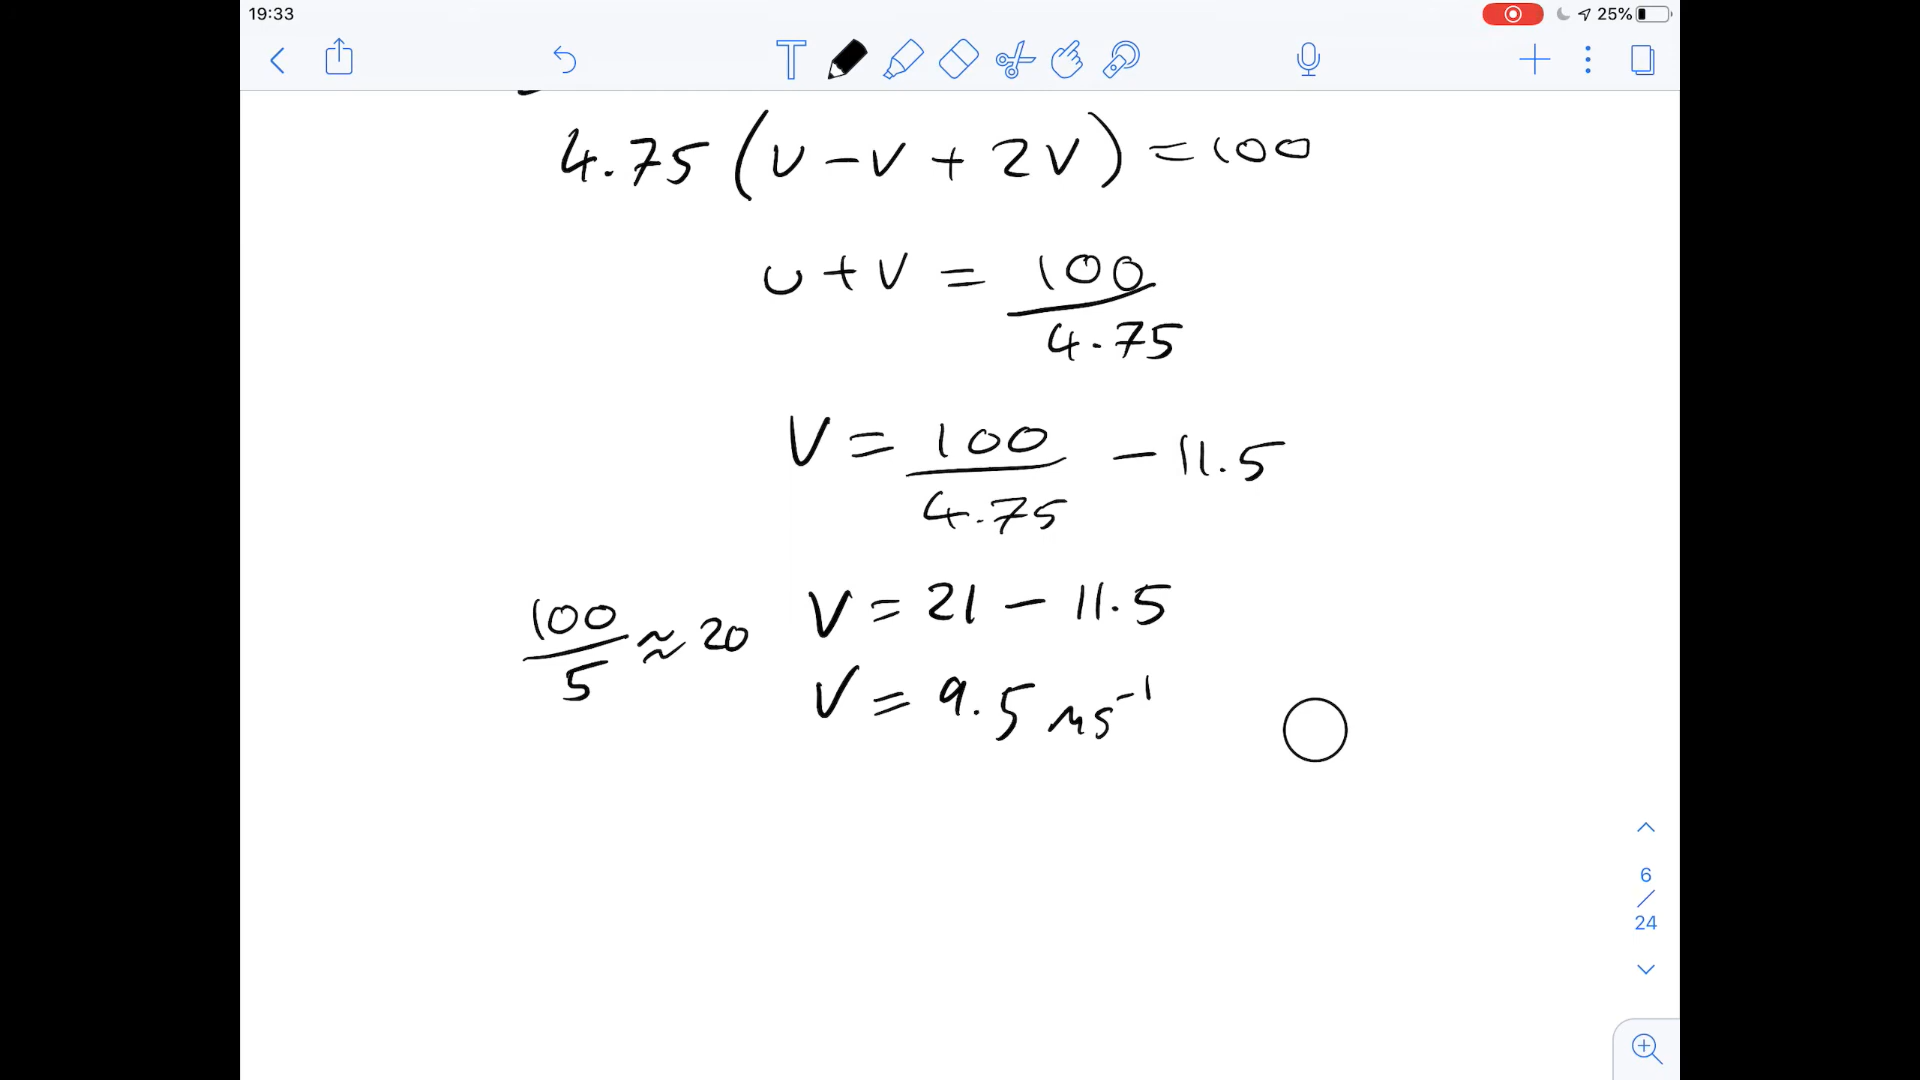 19:33
25%
4.75 (u - v + 2v) = 100
u + v = 100/4.75
V = 100/4.75 - 11.5
100/5 ≈ 20
V = 21 - 11.5
V = 9.5 ms⁻¹
6
/
24